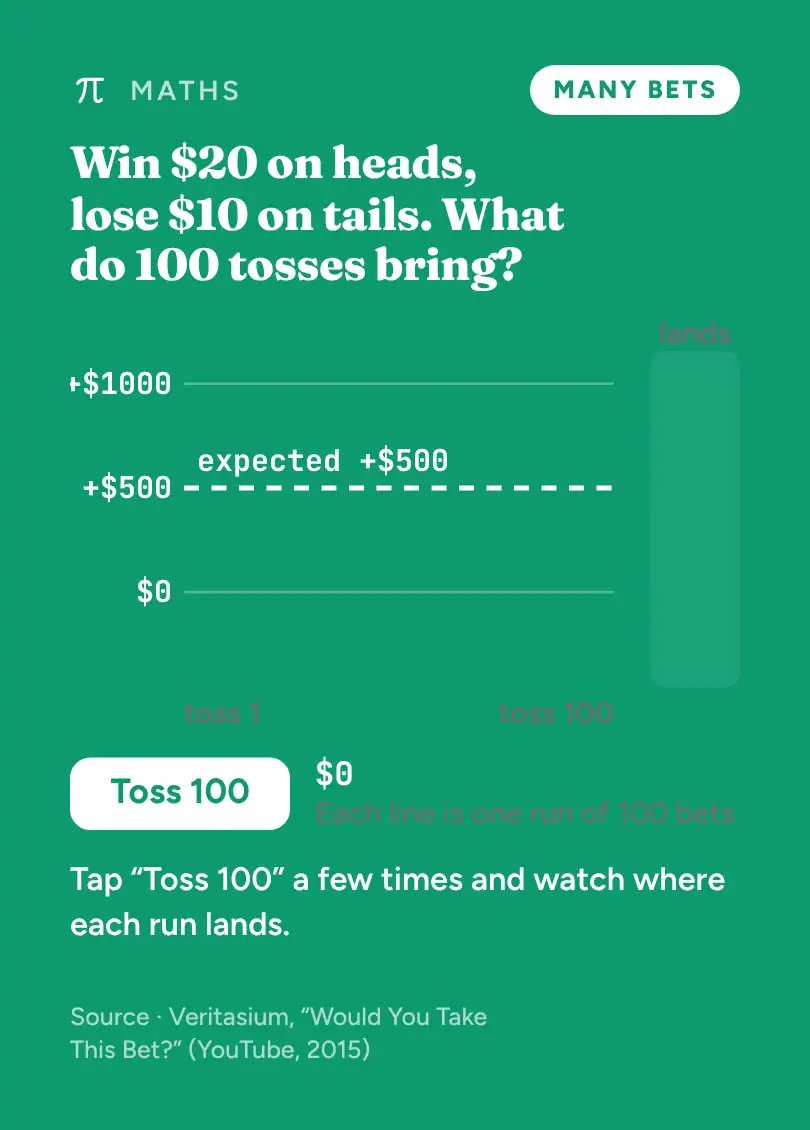 π MATHS
MANY BETS
Win $20 on heads,
lose $10 on tails. What
do 100 tosses bring?
lands
+$1000
expected +$500
+$500
$0
toss 1
toss 100
Toss 100
$0
Each line is one run of 100 bets
Tap “Toss 100” a few times and watch where
each run lands.
Source · Veritasium, “Would You Take
This Bet?” (YouTube, 2015)